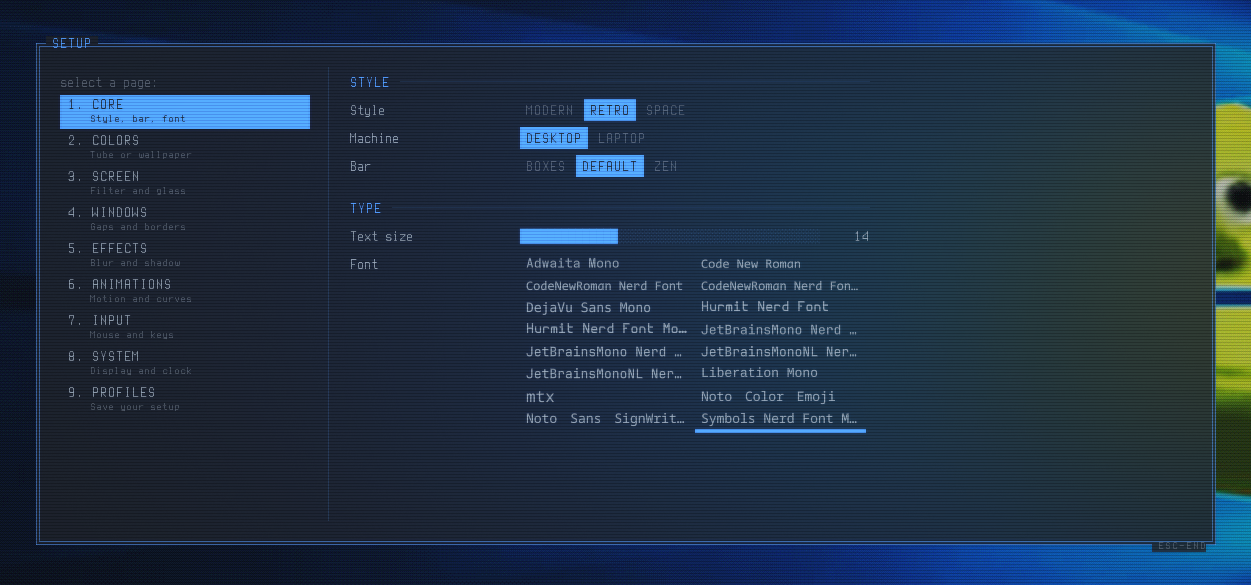 SETUP
select a page:
1. CORE
Style, bar, font
2. COLORS
Tube or wallpaper
3. SCREEN
Filter and glass
4. WINDOWS
Gaps and borders
5. EFFECTS
Blur and shadow
6. ANIMATIONS
Motion and curves
7. INPUT
Mouse and keys
8. SYSTEM
Display and clock
9. PROFILES
Save your setup
STYLE
Style MODERN RETRO SPACE
Machine DESKTOP LAPTOP
Bar BOXES DEFAULT ZEN
TYPE
Text size 14
Font Adwaita Mono Code New Roman
CodeNewRoman Nerd Font CodeNewRoman Nerd Fon…
DejaVu Sans Mono Hurmit Nerd Font
Hurmit Nerd Font Mo… JetBrainsMono Nerd …
JetBrainsMono Nerd … JetBrainsMonoNL Ner…
JetBrainsMonoNL Ner… Liberation Mono
mtx Noto Color Emoji
Noto Sans SignWrit… Symbols Nerd Font M…
ESC-END